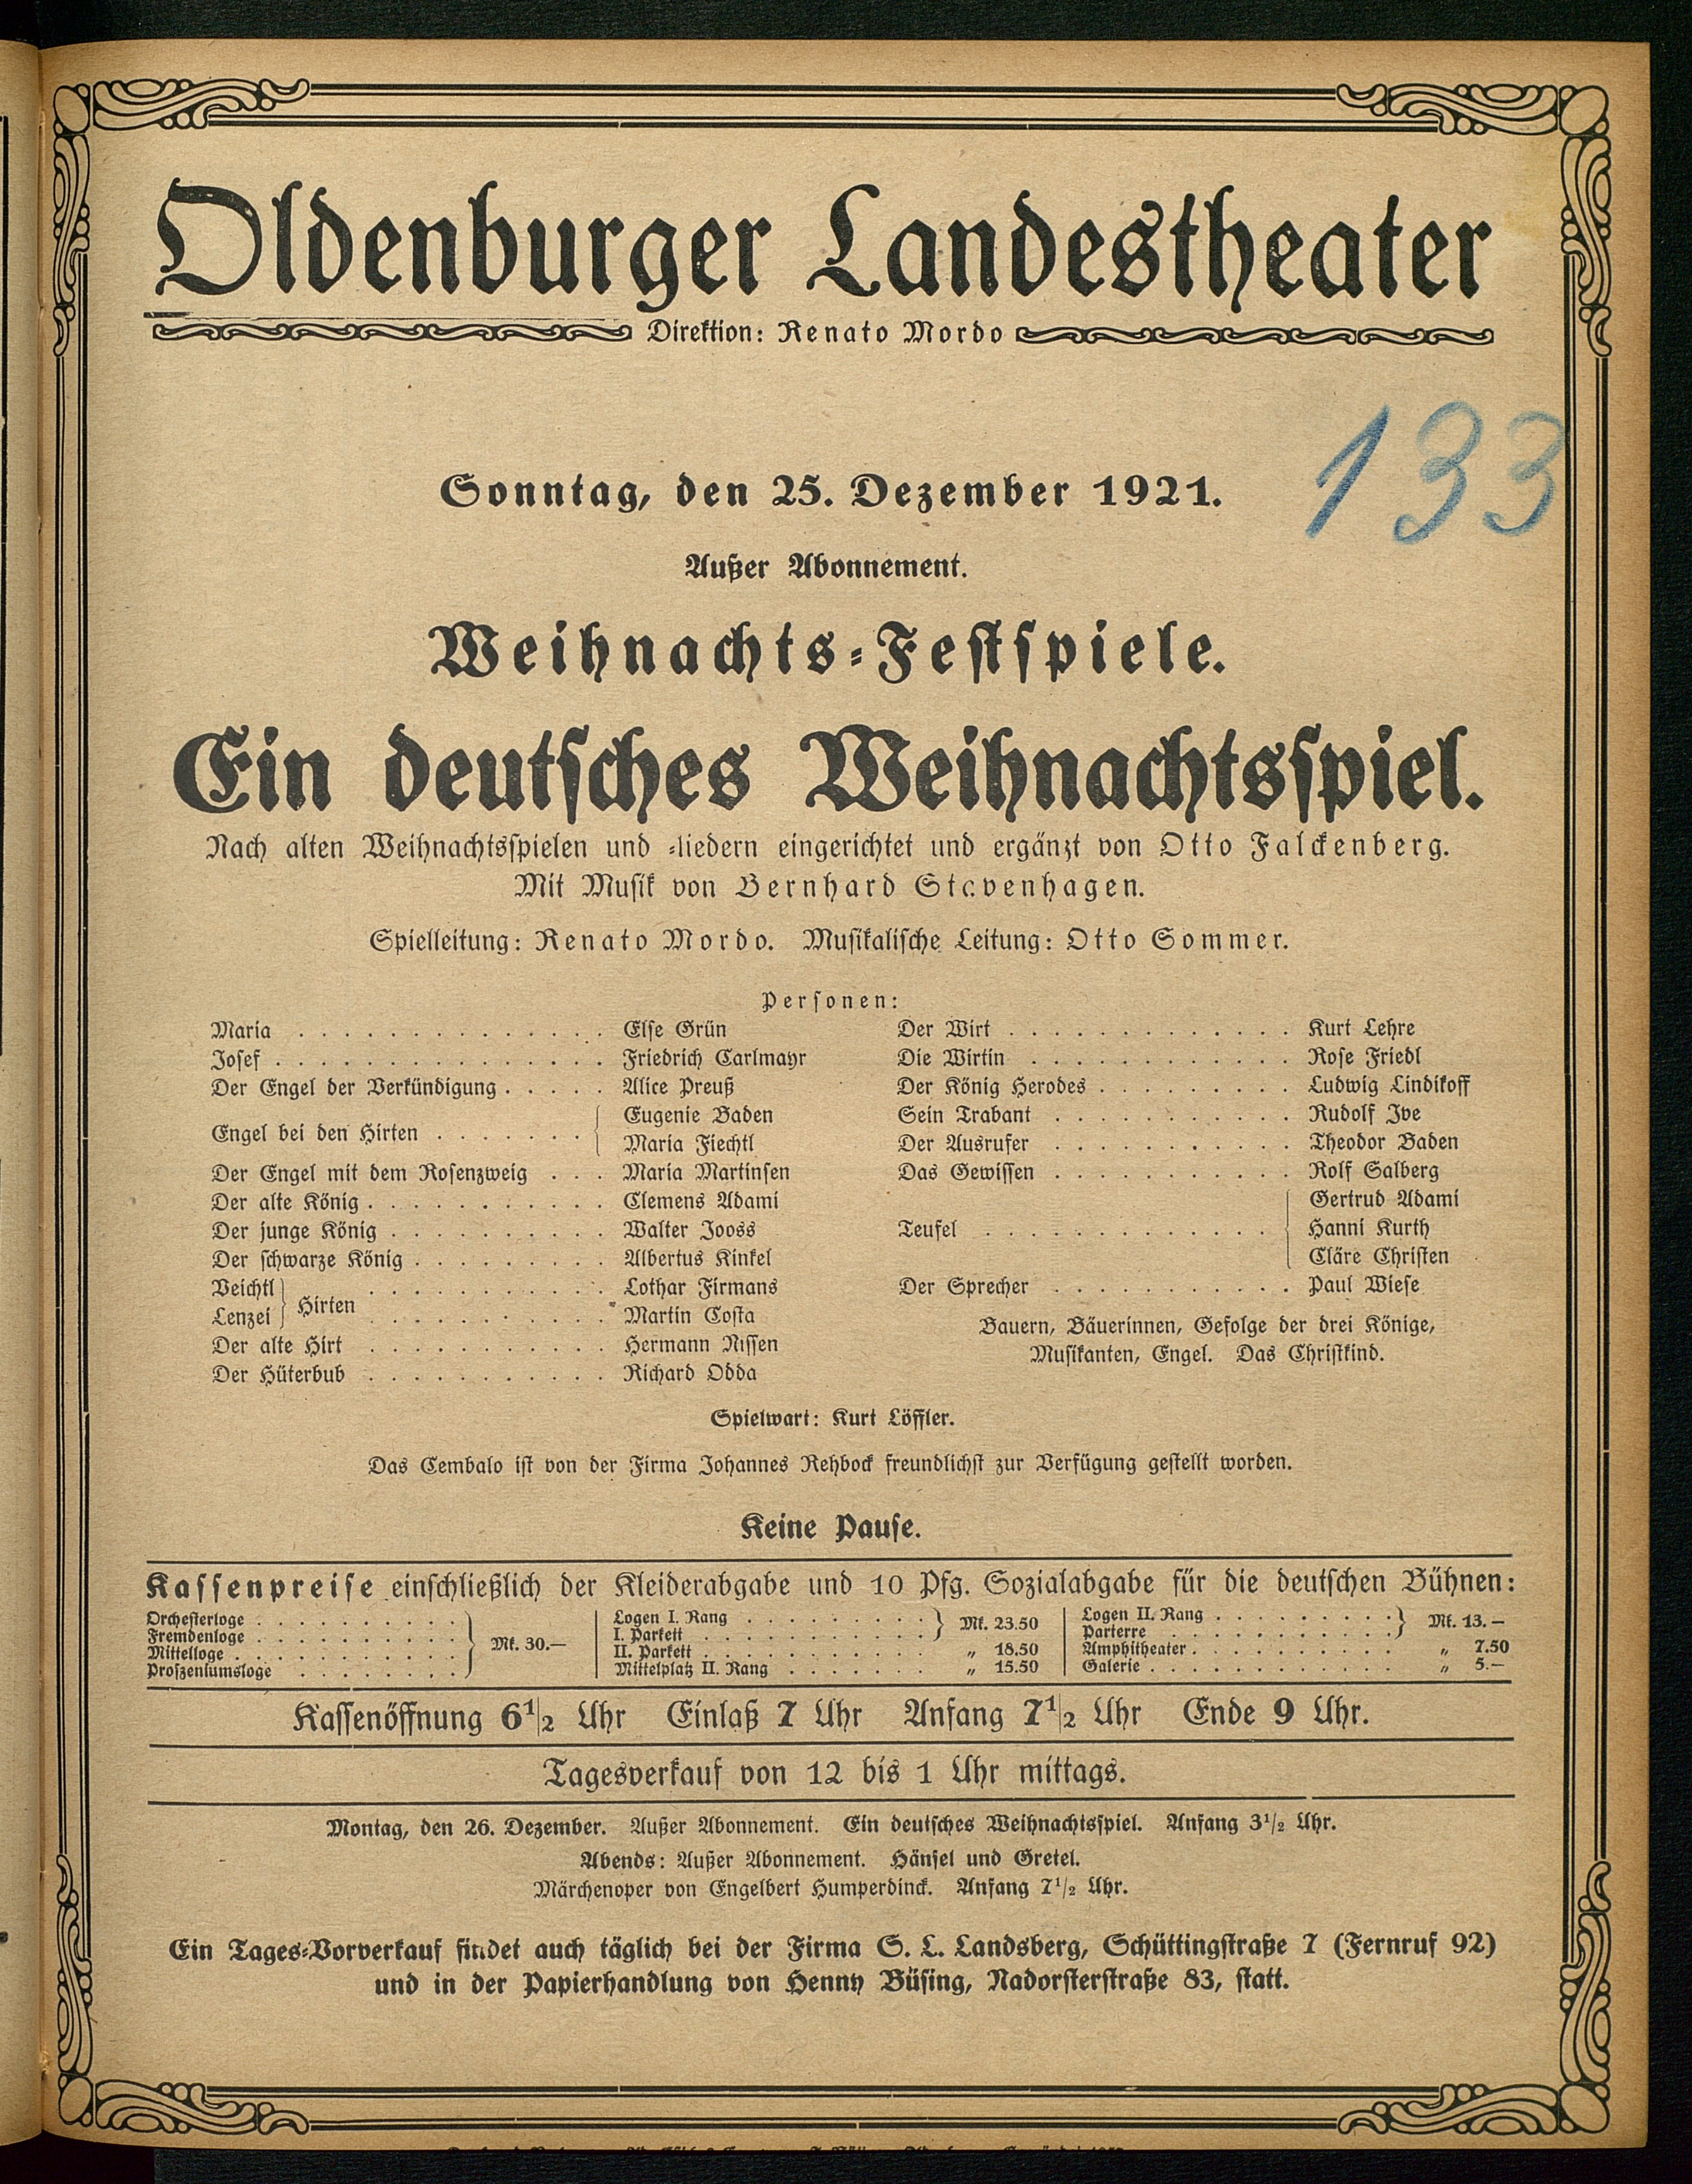 Oldenburger Landestheater
Direktion: Renato Mordo
133
Sonntag, den 25. Dezember 1921.
Außer Abonnement.
Weihnachts-Festspiele.
Ein deutsches Weihnachtsspiel.
Nach alten Weihnachtsspielen und -liedern eingerichtet und ergänzt von Otto Falckenberg.
Mit Musik von Bernhard Stavenhagen.
Spielleitung: Renato Mordo. Musikalische Leitung: Otto Sommer.
Personen:
Maria . . . . . . . . . . . . . . Else Grün
Josef . . . . . . . . . . . . . . . Friedrich Carlmayr
Der Engel der Verkündigung . . . . . Alice Preuß
Engel bei den Hirten . . . . . . . { Eugenie Baden
Maria Fiechtl
Der Engel mit dem Rosenzweig . . . Maria Martinsen
Der alte König . . . . . . . . . . . Clemens Adami
Der junge König . . . . . . . . . . Walter Jooss
Der schwarze König . . . . . . . . . Albertus Kinkel
Veichtl } Hirten . . . . . . . . . . . Lothar Firmans
Lenzei } . . . . . . . . . . . Martin Costa
Der alte Hirt . . . . . . . . . . . Hermann Nissen
Der Hüterbub . . . . . . . . . . . Richard Odda
Der Wirt . . . . . . . . . . . . . Kurt Lehre
Die Wirtin . . . . . . . . . . . . Rose Friedl
Der König Herodes . . . . . . . . . Ludwig Lindikoff
Sein Trabant . . . . . . . . . . . Rudolf Ive
Der Ausrufer . . . . . . . . . . . Theodor Baden
Das Gewissen . . . . . . . . . . . Rolf Salberg
Teufel . . . . . . . . . . . . . { Gertrud Adami
Hanni Kurth
Cläre Christen
Der Sprecher . . . . . . . . . . . Paul Wiese
Bauern, Bäuerinnen, Gefolge der drei Könige,
Musikanten, Engel. Das Christkind.
Spielwart: Kurt Löffler.
Das Cembalo ist von der Firma Johannes Rehbock freundlichst zur Verfügung gestellt worden.
Keine Pause.
Kassenpreise einschließlich der Kleiderabgabe und 10 Pfg. Sozialabgabe für die deutschen Bühnen:
Orchesterloge . . . . . . . . . .
Fremdenloge . . . . . . . . . .
Mittelloge . . . . . . . . . . . } Mk. 30.—
Proszeniumsloge . . . . . . . .
Logen I. Rang . . . . . . . . .
I. Parkett . . . . . . . . . . . } Mk. 23.50
II. Parkett . . . . . . . . . . . " 18.50
Mittelplatz II. Rang . . . . . . . " 15.50
Logen II. Rang . . . . . . . . .
Parterre . . . . . . . . . . . } Mk. 13.—
Amphitheater . . . . . . . . . . " 7.50
Galerie . . . . . . . . . . . . " 5.—
Kassenöffnung 6 1/2 Uhr Einlaß 7 Uhr Anfang 7 1/2 Uhr Ende 9 Uhr.
Tagesverkauf von 12 bis 1 Uhr mittags.
Montag, den 26. Dezember. Außer Abonnement. Ein deutsches Weihnachtsspiel. Anfang 3 1/2 Uhr.
Abends: Außer Abonnement. Hänsel und Gretel.
Märchenoper von Engelbert Humperdinck. Anfang 7 1/2 Uhr.
Ein Tages-Vorverkauf findet auch täglich bei der Firma S. L. Landsberg, Schüttingstraße 7 (Fernruf 92)
und in der Papierhandlung von Henny Büsing, Nadorsterstraße 83, statt.